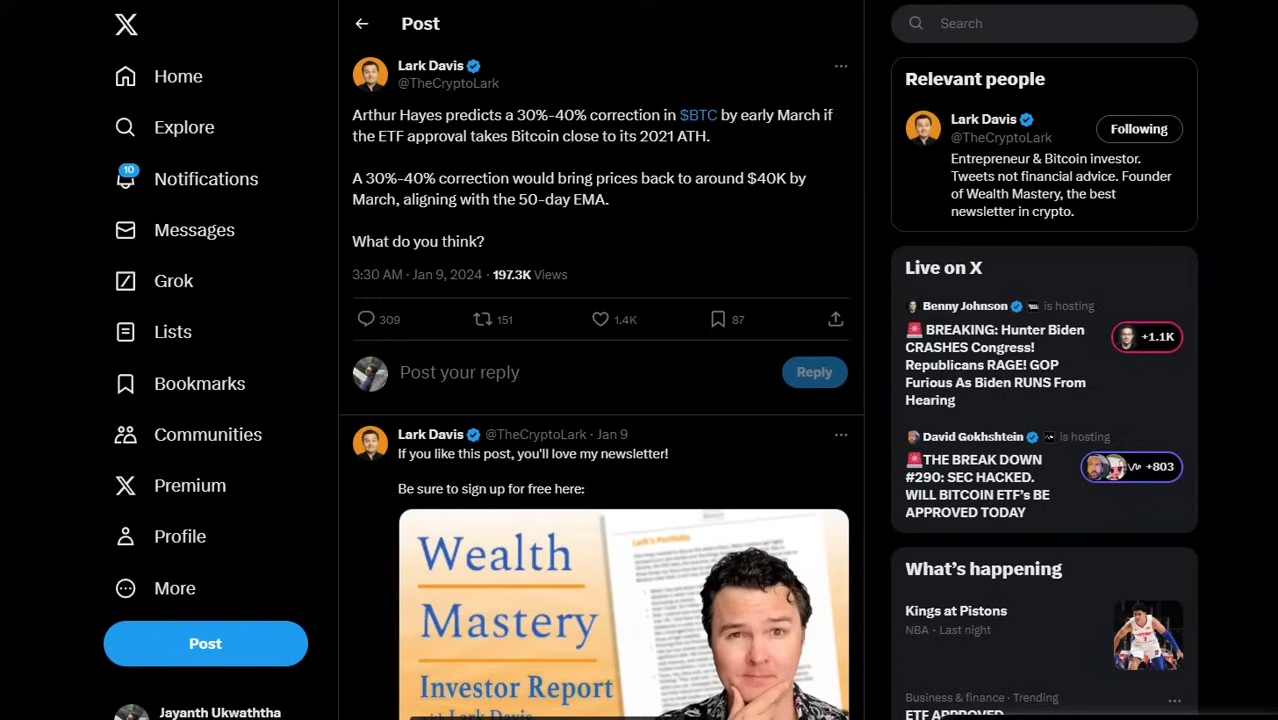 Post
Search
Home
Explore
10
Notifications
Messages
Grok
Lists
Bookmarks
Communities
Premium
Profile
More
Post
Jayanth Ukwaththa
Lark Davis
@TheCryptoLark
Arthur Hayes predicts a 30%-40% correction in $BTC by early March if
the ETF approval takes Bitcoin close to its 2021 ATH.
A 30%-40% correction would bring prices back to around $40K by
March, aligning with the 50-day EMA.
What do you think?
3:30 AM · Jan 9, 2024 · 197.3K Views
309 151 1.4K 87
Post your reply
Reply
Lark Davis @TheCryptoLark · Jan 9
If you like this post, you'll love my newsletter!
Be sure to sign up for free here:
Wealth
Mastery
Investor Report
with Lark Davis
Lark's Portfolio
Relevant people
Lark Davis
@TheCryptoLark
Following
Entrepreneur & Bitcoin investor.
Tweets not financial advice. Founder
of Wealth Mastery, the best
newsletter in crypto.
Live on X
Benny Johnson is hosting
🚨 BREAKING: Hunter Biden
CRASHES Congress!
Republicans RAGE! GOP
Furious As Biden RUNS From
Hearing
+1.1K
David Gokhshtein is hosting
🚨THE BREAK DOWN
#290: SEC HACKED.
WILL BITCOIN ETF's BE
APPROVED TODAY
+803
What's happening
Kings at Pistons
NBA · Last night
Business & finance · Trending
ETF APPROVED